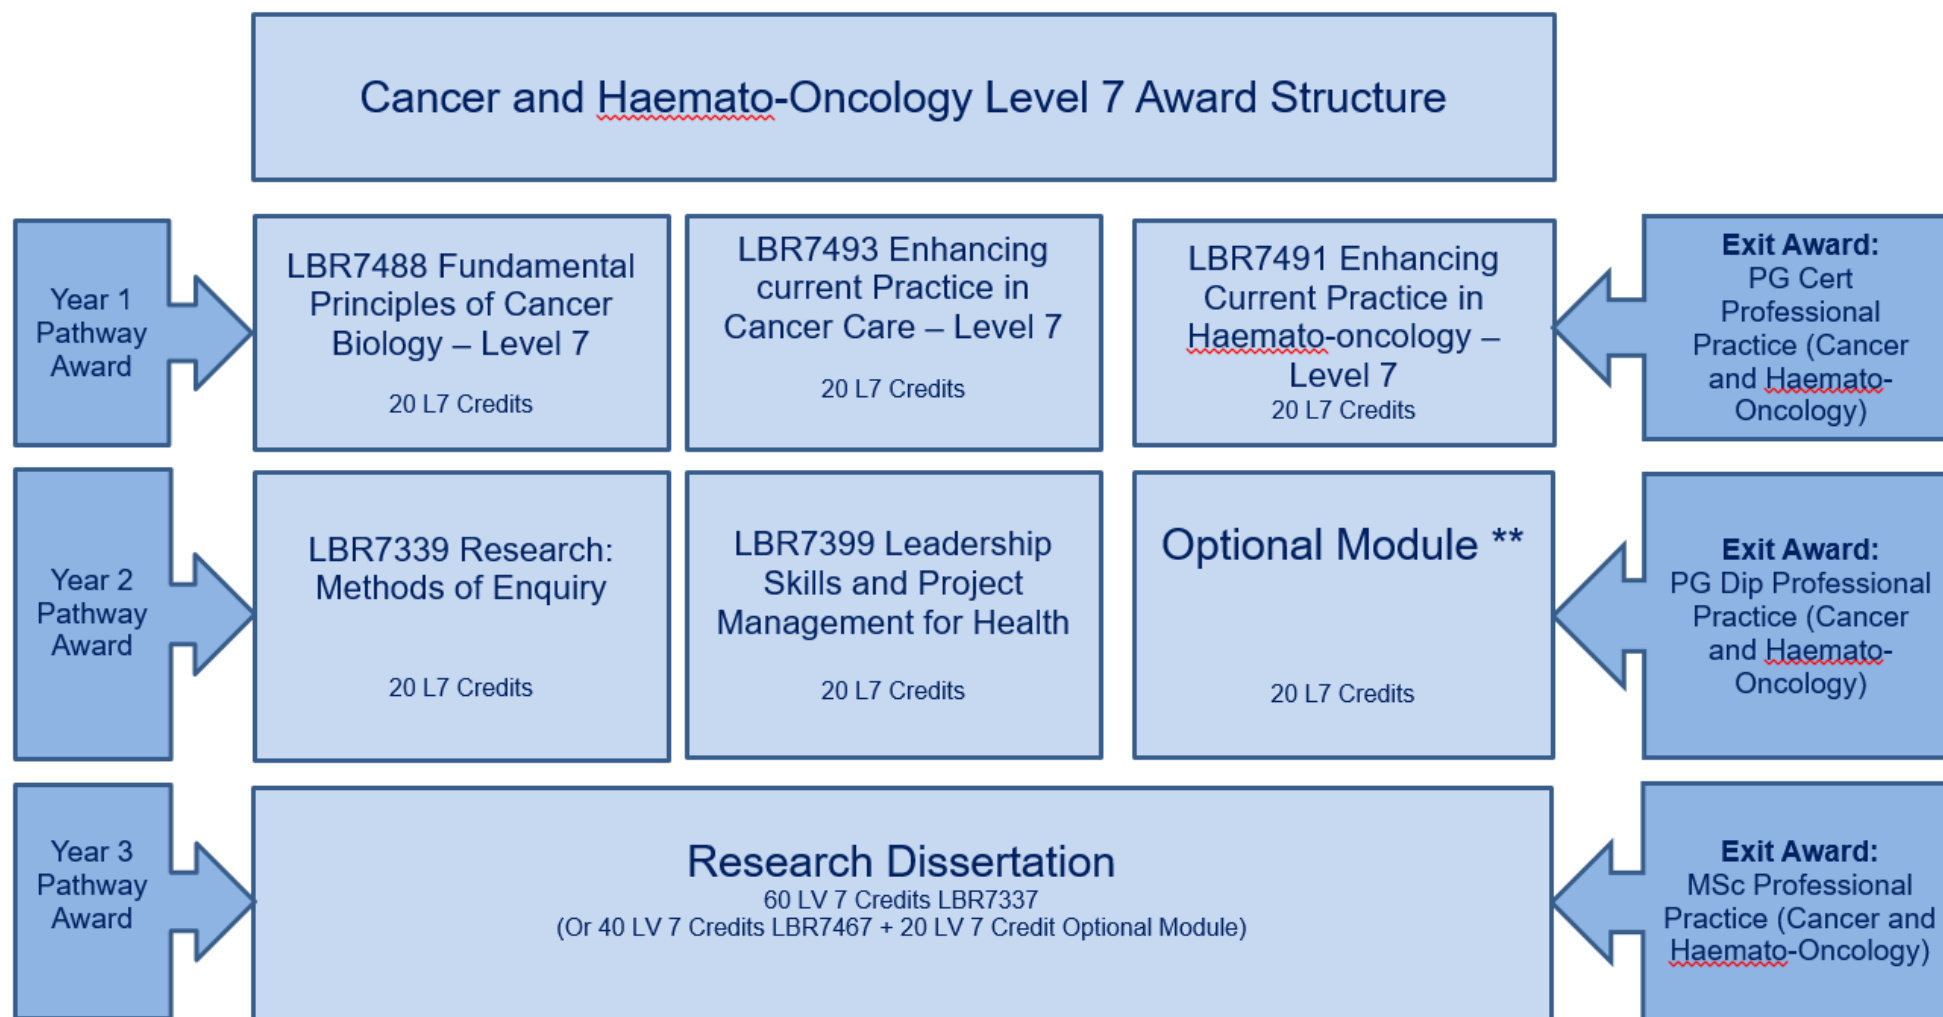 Cancer and Haemato-Oncology Level 7 Award Structure
Year 1
Pathway
Award
LBR7488 Fundamental
Principles of Cancer
Biology – Level 7
20 L7 Credits
LBR7493 Enhancing
current Practice in
Cancer Care – Level 7
20 L7 Credits
LBR7491 Enhancing
Current Practice in
Haemato-oncology –
Level 7
20 L7 Credits
Exit Award:
PG Cert
Professional
Practice (Cancer
and Haemato-
Oncology)
Year 2
Pathway
Award
LBR7339 Research:
Methods of Enquiry
20 L7 Credits
LBR7399 Leadership
Skills and Project
Management for Health
20 L7 Credits
Optional Module **
20 L7 Credits
Exit Award:
PG Dip Professional
Practice (Cancer
and Haemato-
Oncology)
Year 3
Pathway
Award
Research Dissertation
60 LV 7 Credits LBR7337
(Or 40 LV 7 Credits LBR7467 + 20 LV 7 Credit Optional Module)
Exit Award:
MSc Professional
Practice (Cancer and
Haemato-Oncology)